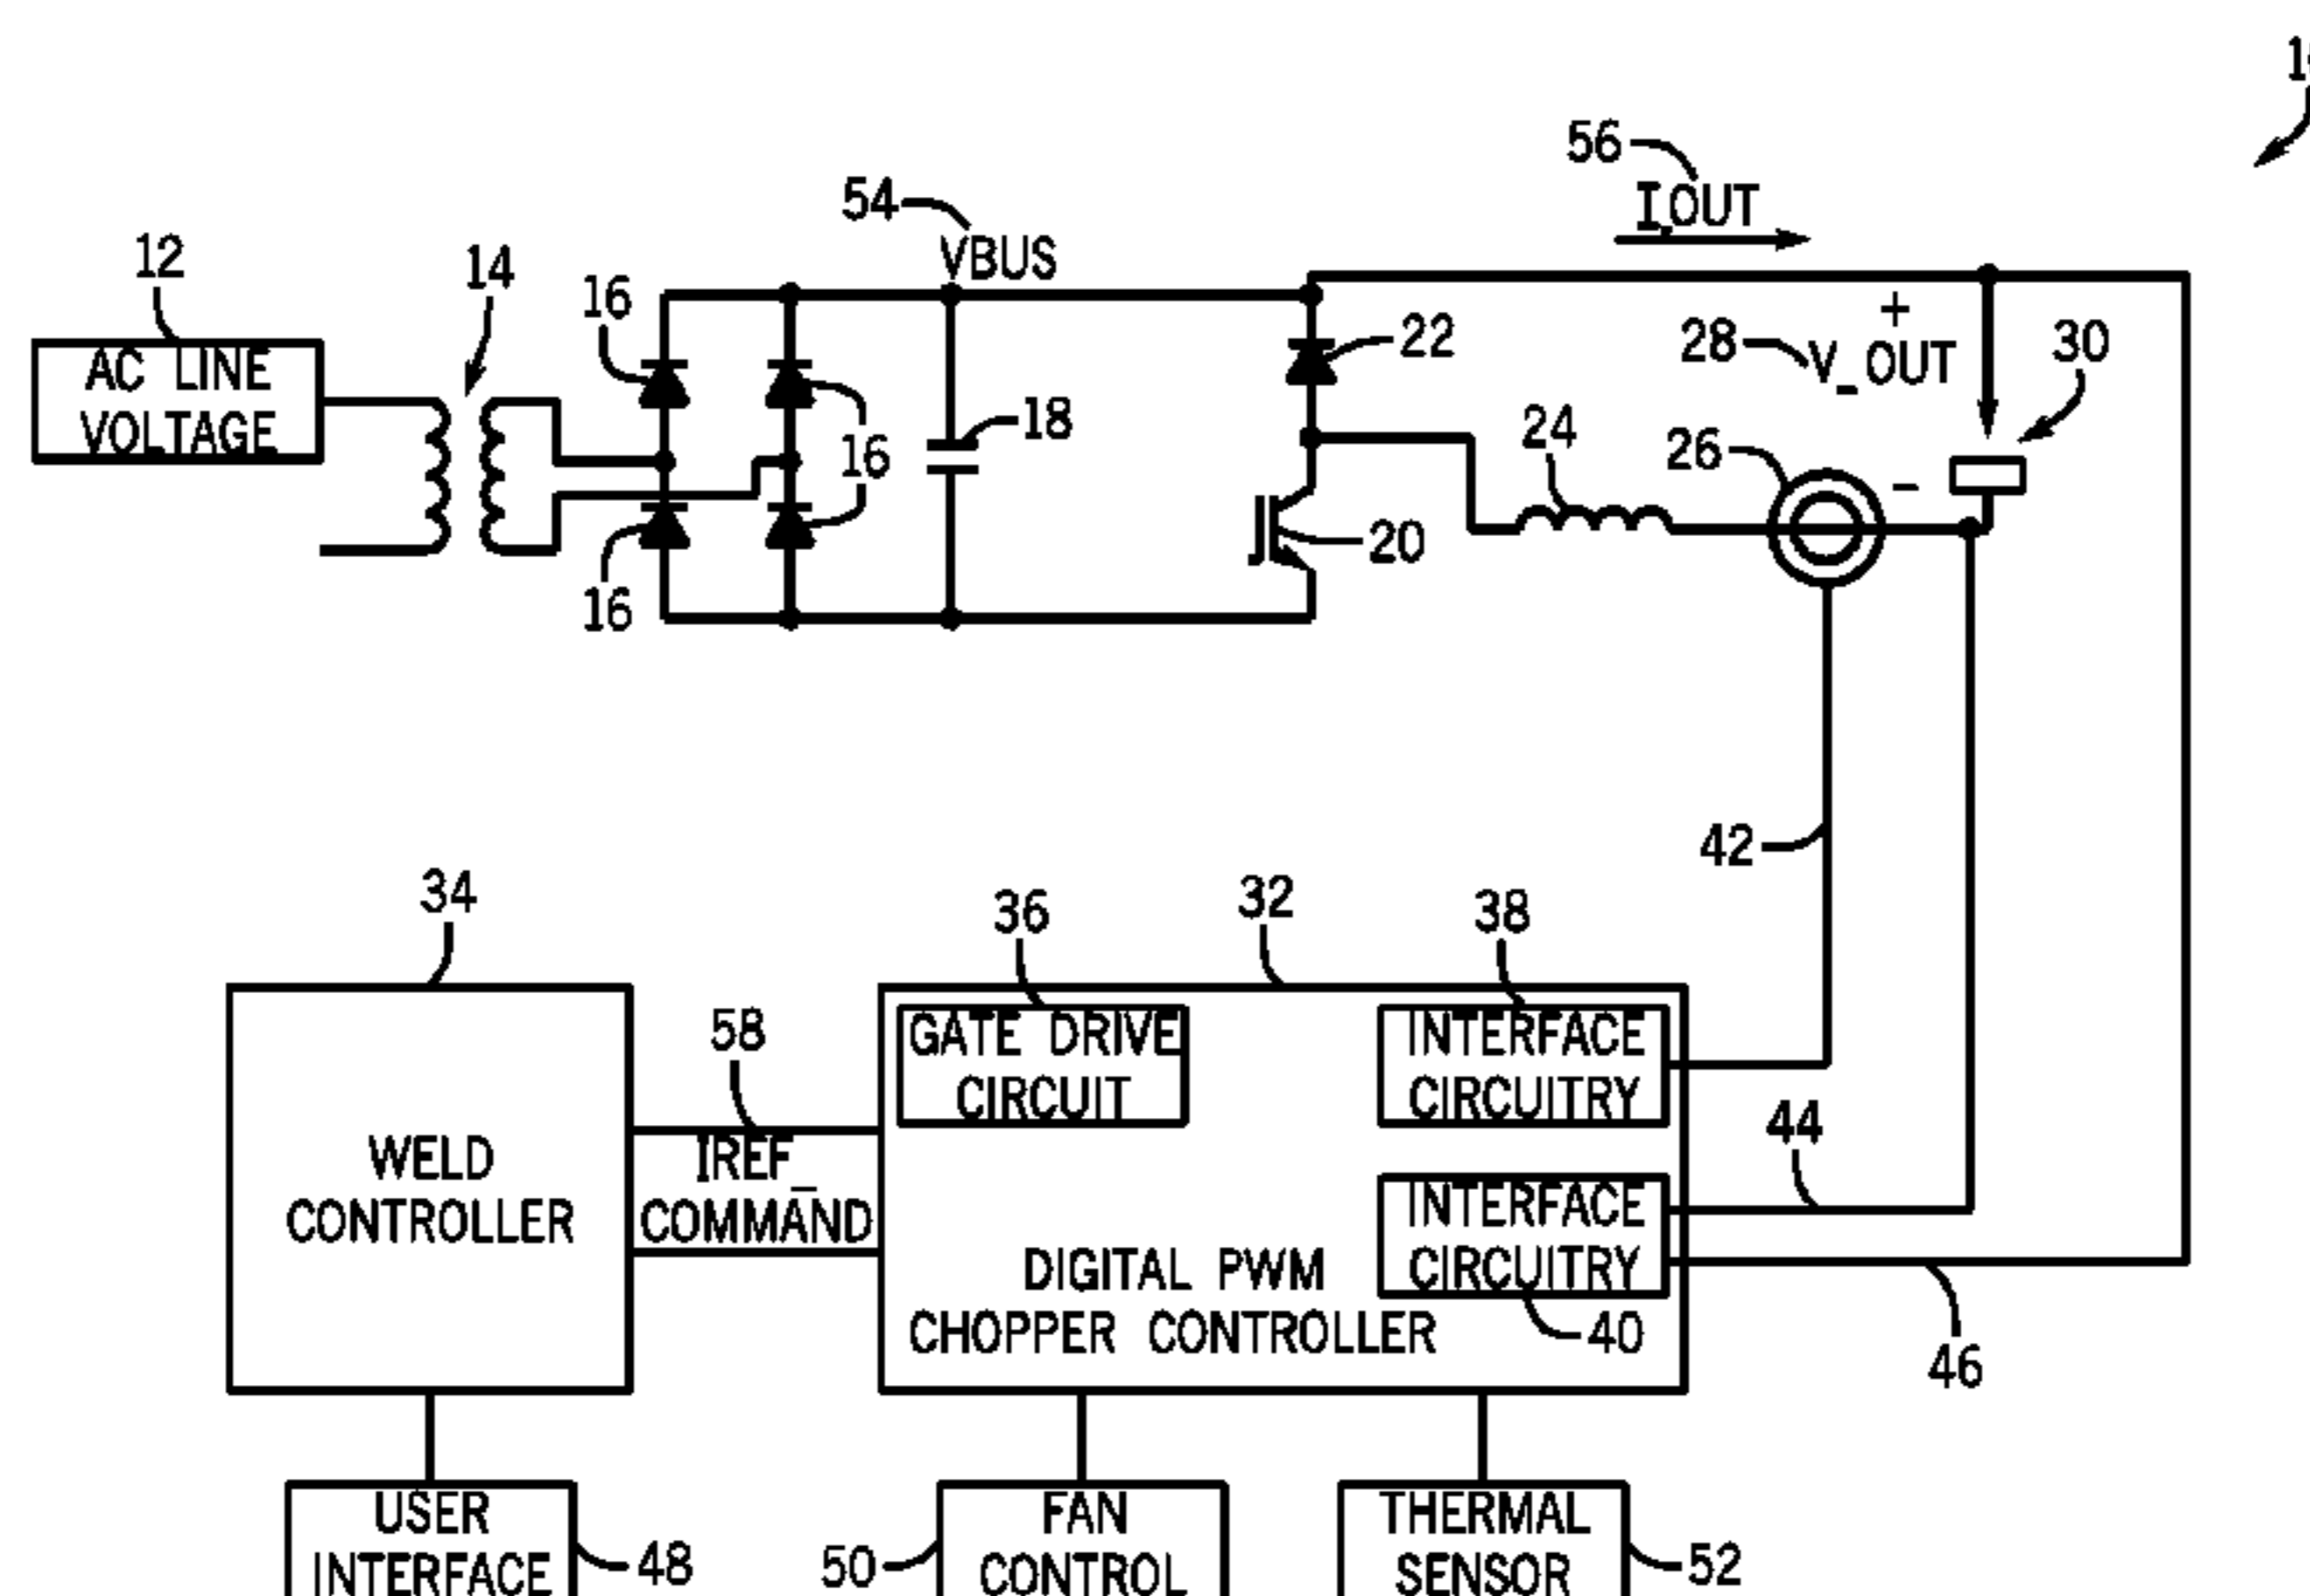 56
I_OUT
54
VBUS
12
14
16
22
+
28
V_OUT
30
AC LINE
VOLTAGE
18
24
26
16
-
20
16
42
34
36
32
38
58
GATE DRIVE
CIRCUIT
INTERFACE
CIRCUITRY
WELD
CONTROLLER
IREF_
COMMAND
44
INTERFACE
CIRCUITRY
DIGITAL PWM
CHOPPER CONTROLLER
40
46
USER
INTERFACE
48
50
FAN
CONTROL
THERMAL
SENSOR
52